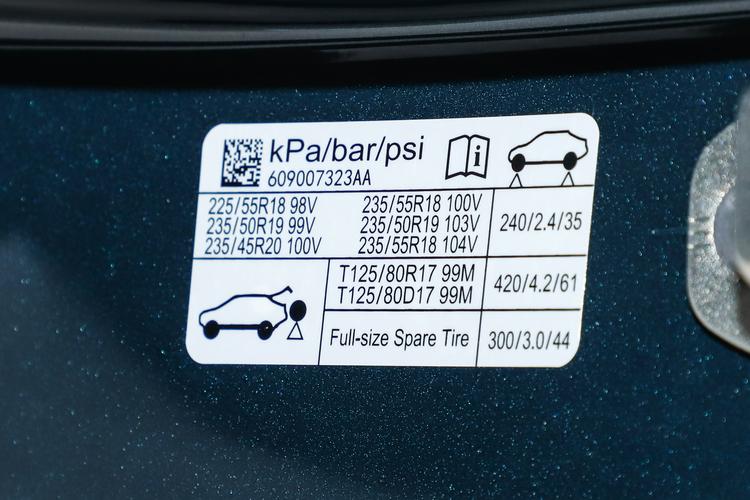 kPa/bar/psi
609007323AA
225/55R18 98V 235/55R18 100V
235/50R19 99V 235/50R19 103V
235/45R20 100V 235/55R18 104V
240/2.4/35
T125/80R17 99M
T125/80D17 99M
420/4.2/61
Full-size Spare Tire 300/3.0/44